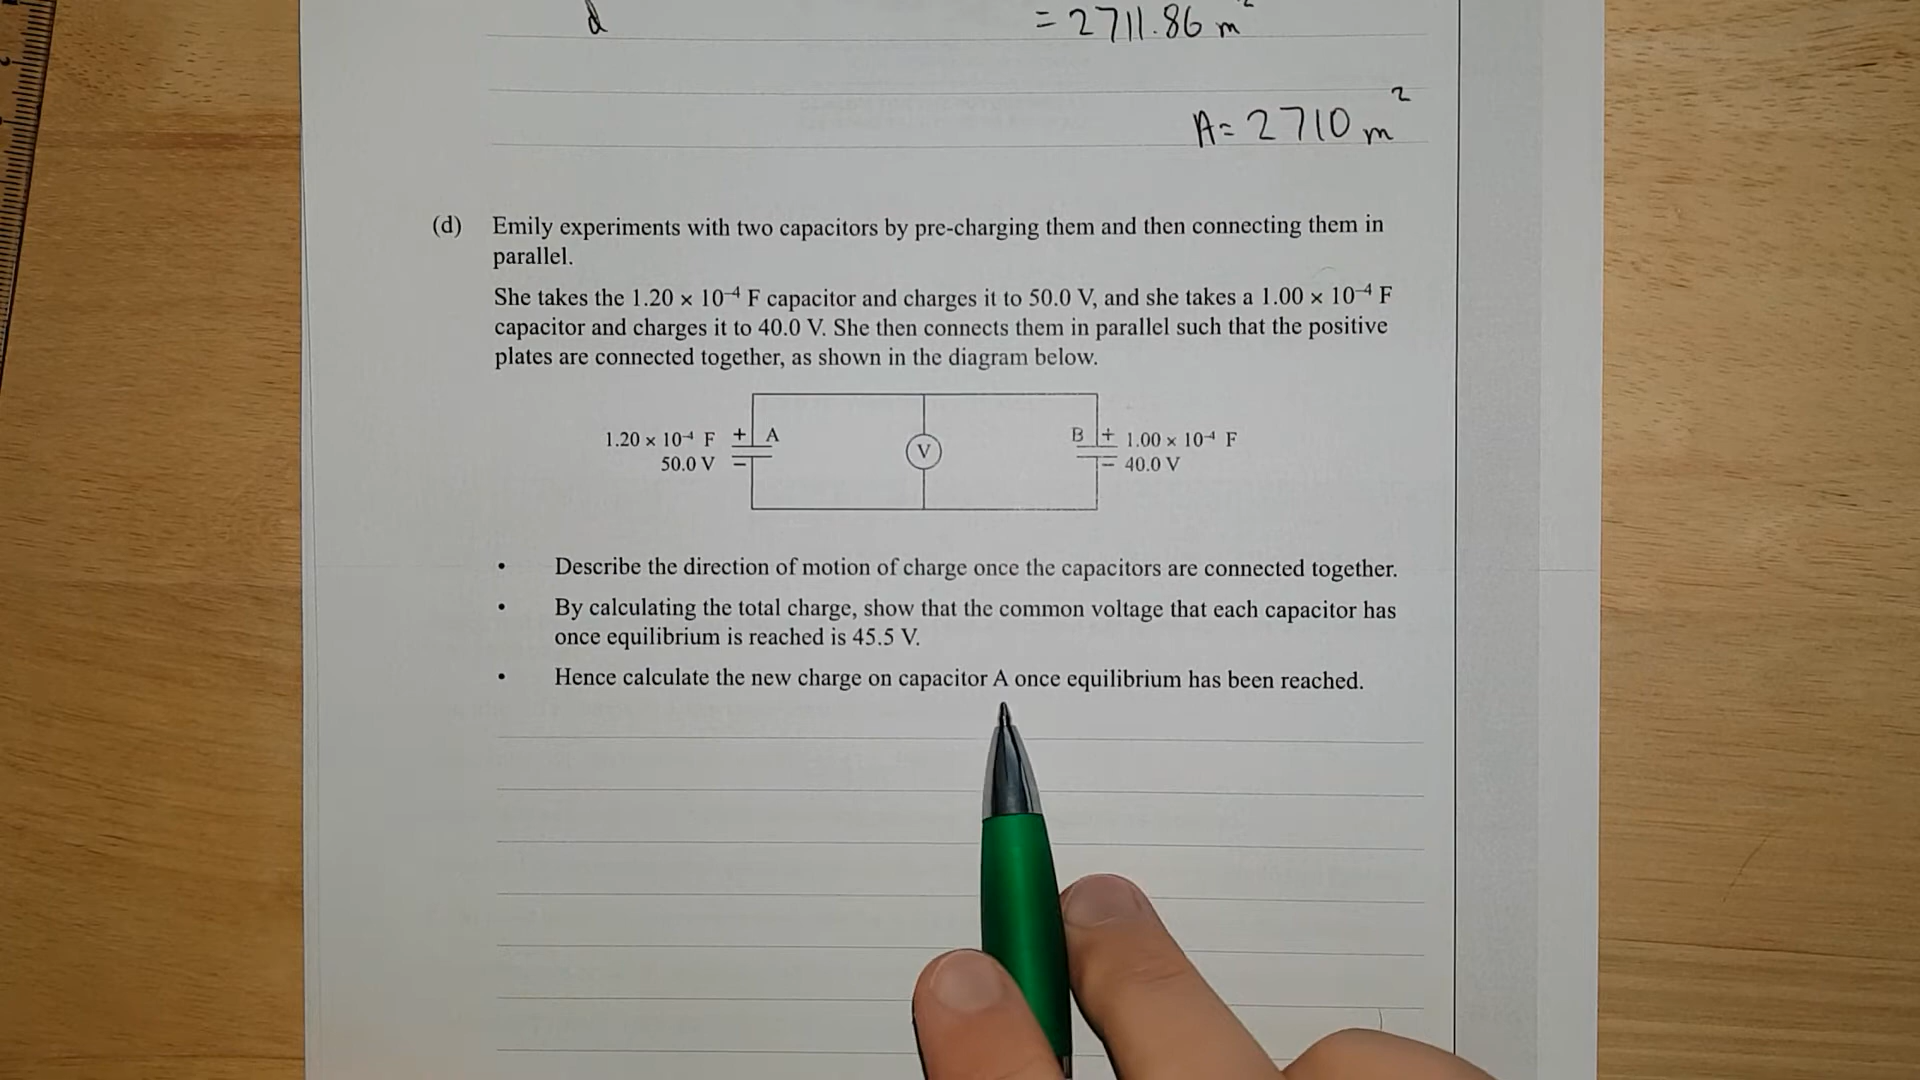 d
= 2711.86 m²
A = 2710 m²
(d) Emily experiments with two capacitors by pre-charging them and then connecting them in
parallel.
She takes the 1.20 × 10⁻⁴ F capacitor and charges it to 50.0 V, and she takes a 1.00 × 10⁻⁴ F
capacitor and charges it to 40.0 V. She then connects them in parallel such that the positive
plates are connected together, as shown in the diagram below.
1.20 × 10⁻⁴ F + A
50.0 V −
V
B + 1.00 × 10⁻⁴ F
− 40.0 V
• Describe the direction of motion of charge once the capacitors are connected together.
• By calculating the total charge, show that the common voltage that each capacitor has
once equilibrium is reached is 45.5 V.
• Hence calculate the new charge on capacitor A once equilibrium has been reached.